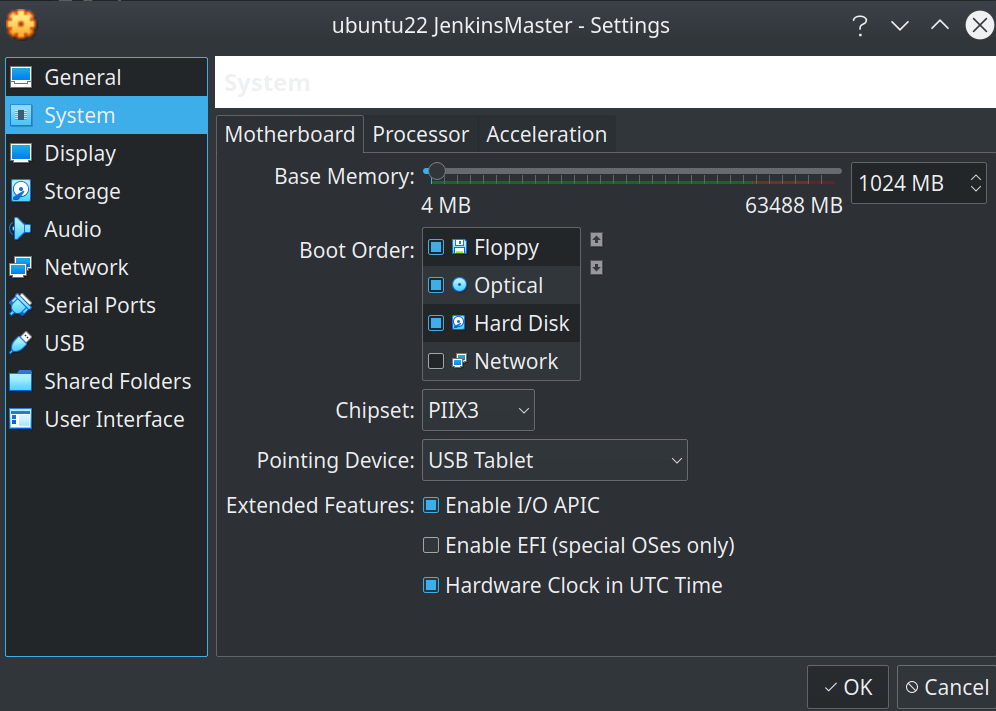 ubuntu22 JenkinsMaster - Settings
General
System
Display
Storage
Audio
Network
Serial Ports
USB
Shared Folders
User Interface
System
Motherboard Processor Acceleration
Base Memory: 1024 MB
4 MB 63488 MB
Boot Order: Floppy
Optical
Hard Disk
Network
Chipset: PIIX3
Pointing Device: USB Tablet
Extended Features: Enable I/O APIC
Enable EFI (special OSes only)
Hardware Clock in UTC Time
OK Cancel